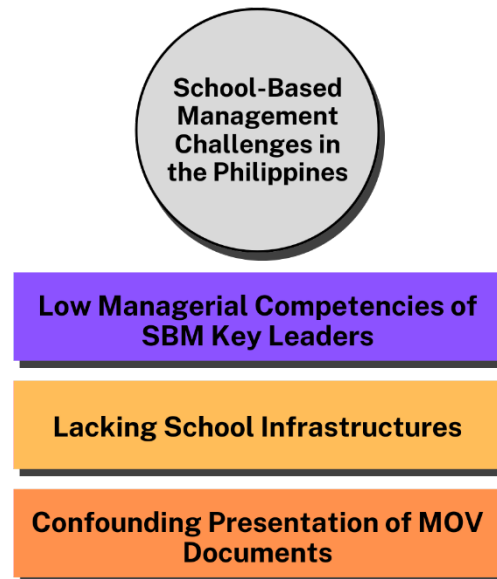 School-Based
Management
Challenges in
the Philippines
Low Managerial Competencies of
SBM Key Leaders
Lacking School Infrastructures
Confounding Presentation of MOV
Documents